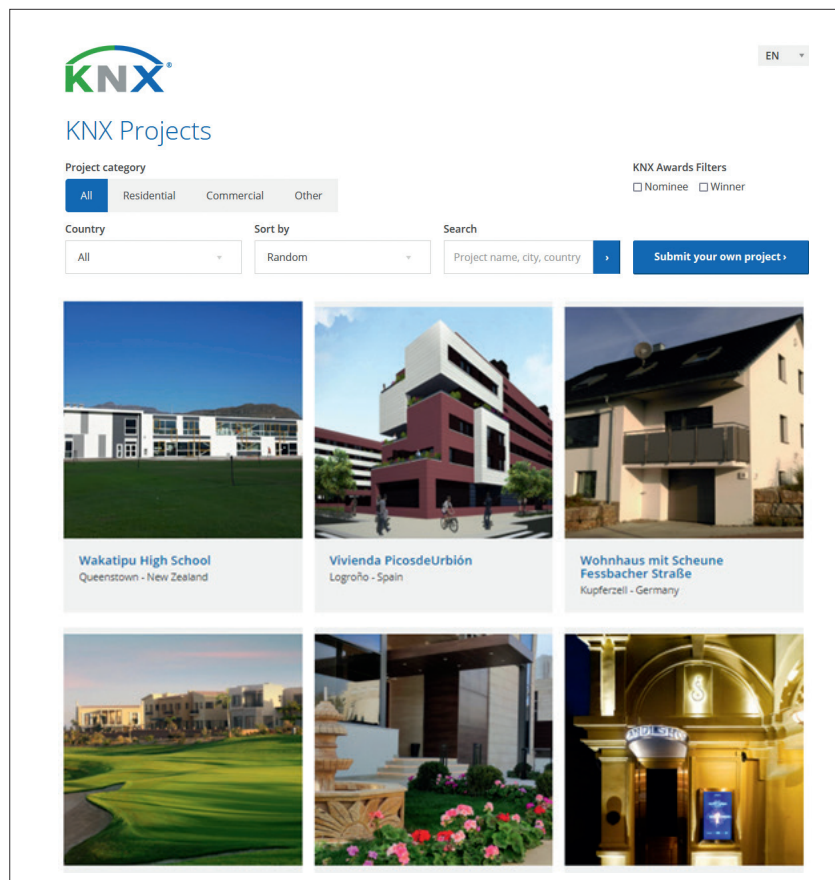 KNX®
EN
KNX Projects
Project category
KNX Awards Filters
All Residential Commercial Other
Nominee Winner
Country Sort by Search
All Random Project name, city, country › Submit your own project ›
Wakatipu High School
Queenstown - New Zealand
Vivienda PicosdeUrbión
Logroño - Spain
Wohnhaus mit Scheune
Fessbacher Straße
Kupferzell - Germany